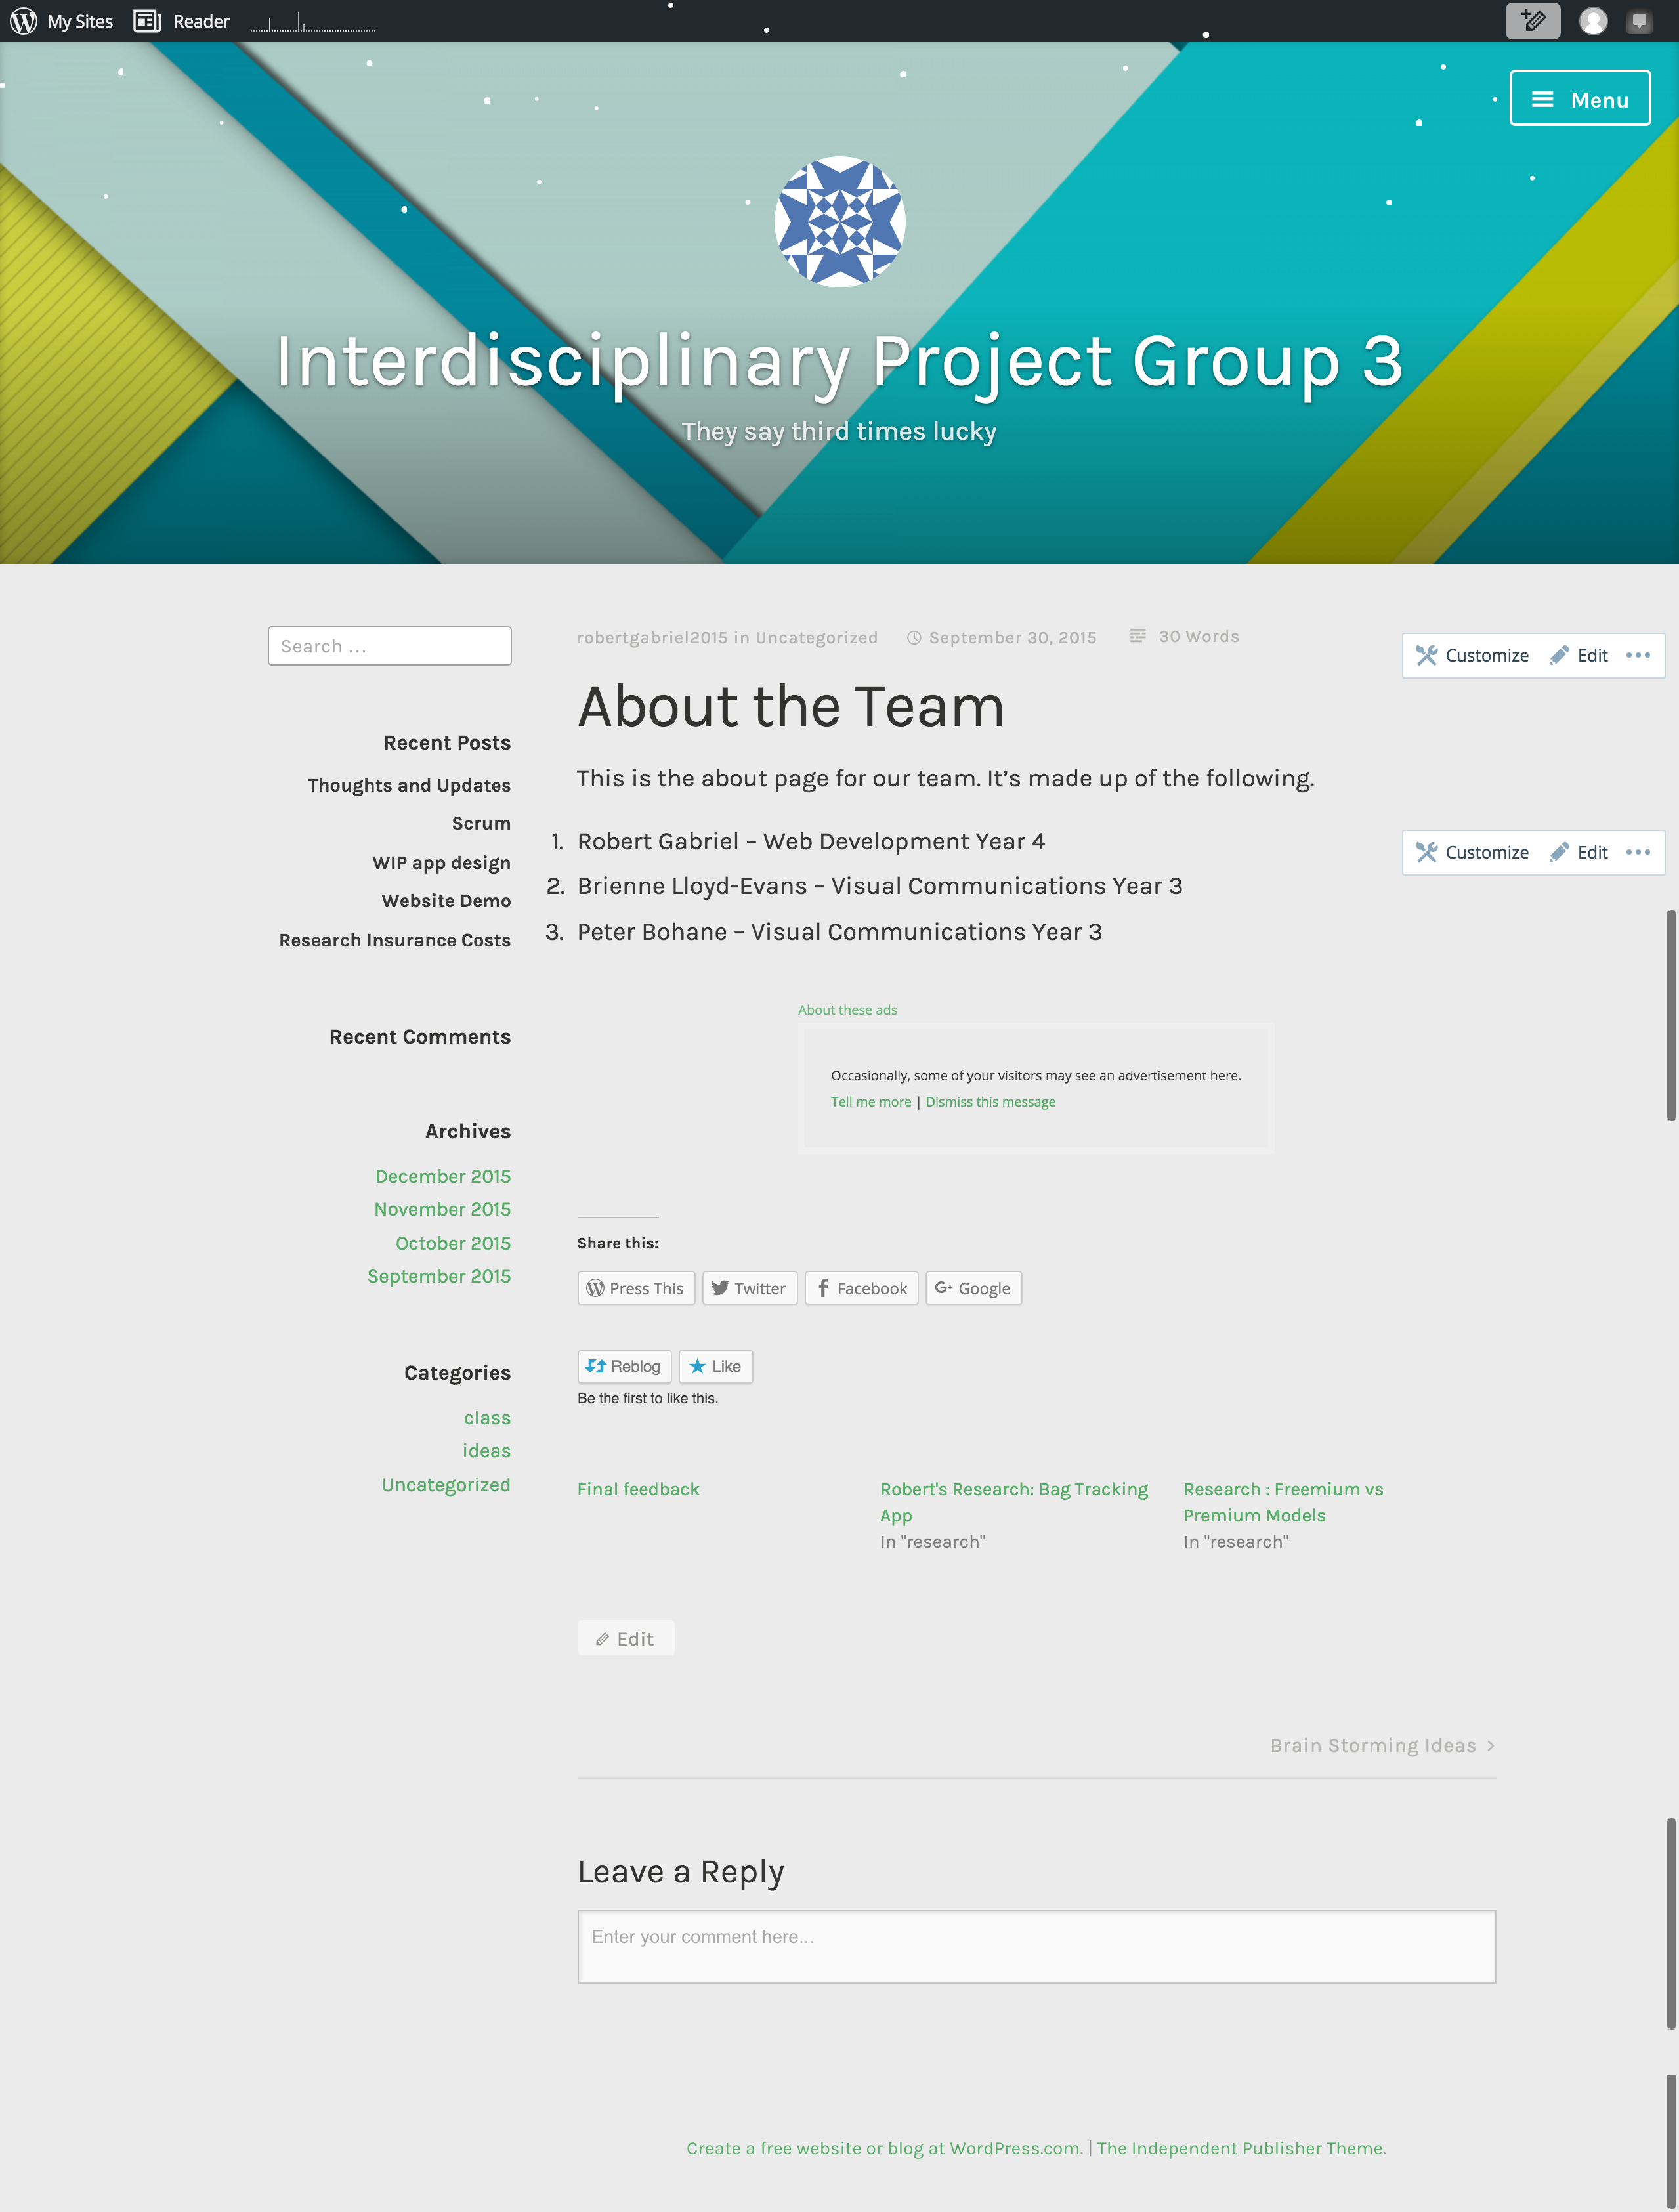 My Sites Reader
Menu
Interdisciplinary Project Group 3
They say third times lucky
Search ...
Recent Posts
Thoughts and Updates
Scrum
WIP app design
Website Demo
Research Insurance Costs
Recent Comments
Archives
December 2015
November 2015
October 2015
September 2015
Categories
class
ideas
Uncategorized
robertgabriel2015 in Uncategorized September 30, 2015 30 Words
Customize Edit
About the Team
This is the about page for our team. It’s made up of the following.
1. Robert Gabriel – Web Development Year 4
Customize Edit
2. Brienne Lloyd-Evans – Visual Communications Year 3
3. Peter Bohane – Visual Communications Year 3
About these ads
Occasionally, some of your visitors may see an advertisement here.
Tell me more | Dismiss this message
Share this:
Press This Twitter Facebook G+ Google
Reblog Like
Be the first to like this.
Final feedback
Robert's Research: Bag Tracking
App
In "research"
Research : Freemium vs
Premium Models
In "research"
Edit
Brain Storming Ideas >
Leave a Reply
Enter your comment here...
Create a free website or blog at WordPress.com. | The Independent Publisher Theme.